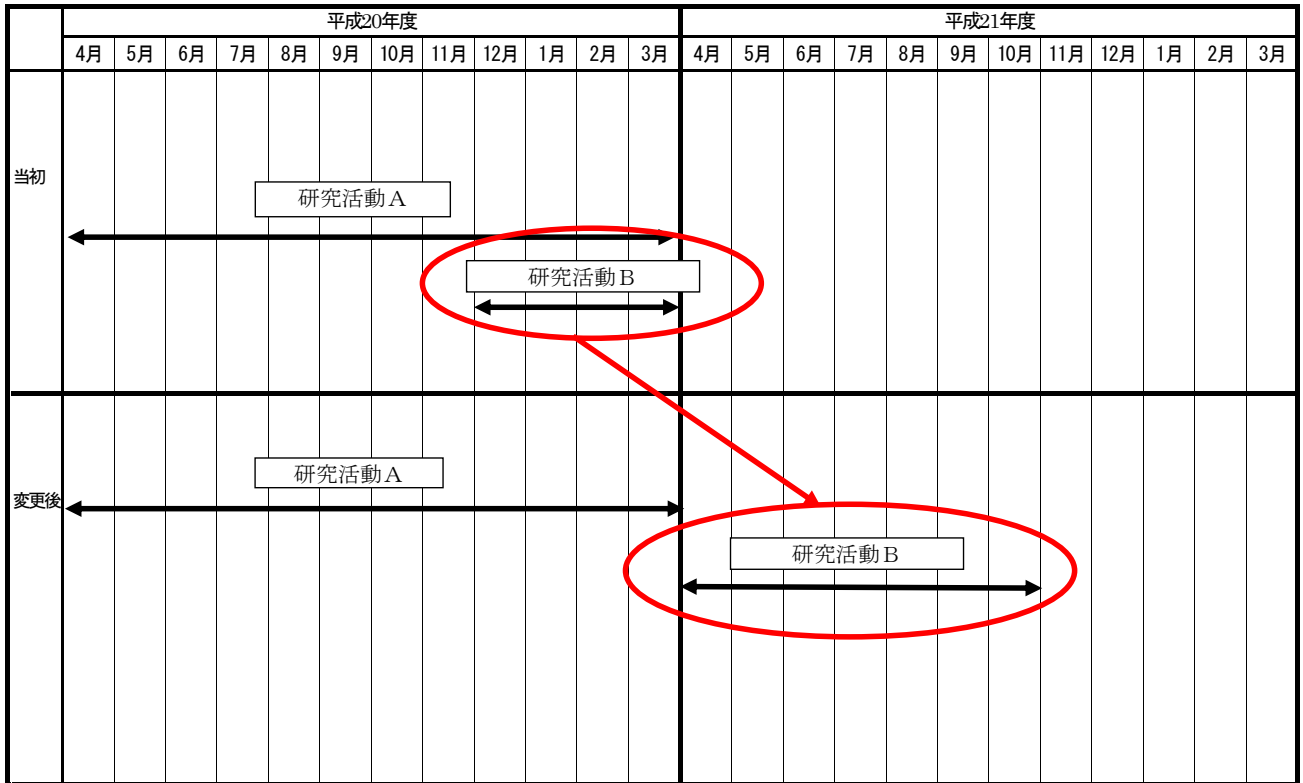 平成20年度 平成21年度
4月 5月 6月 7月 8月 9月 10月 11月 12月 1月 2月 3月 4月 5月 6月 7月 8月 9月 10月 11月 12月 1月 2月 3月
当初
研究活動A
研究活動B
変更後
研究活動A
研究活動B